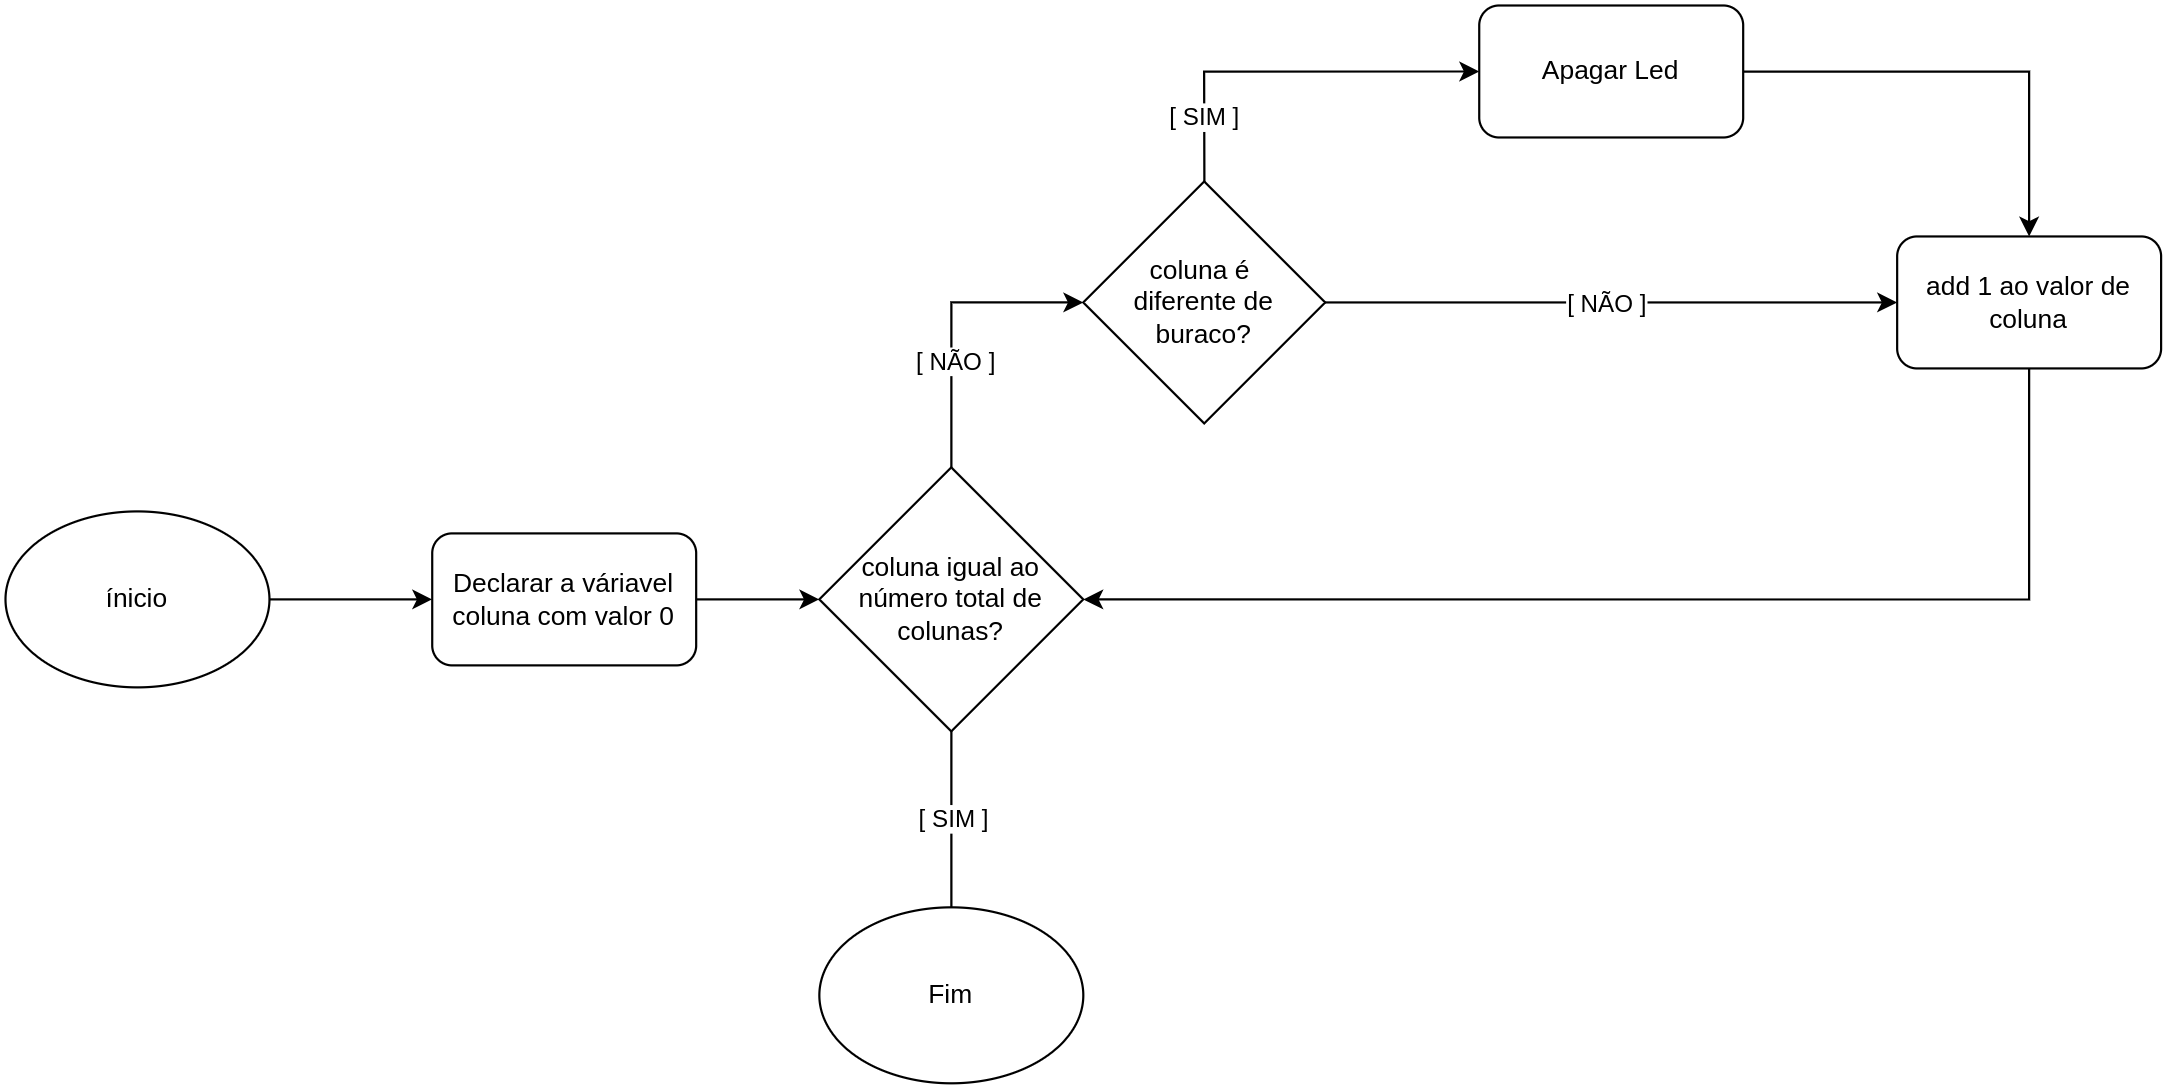 Apagar Led
[ SIM ]
coluna é
diferente de
buraco?
[ NÃO ]
add 1 ao valor de
coluna
[ NÃO ]
ínicio
Declarar a váriavel
coluna com valor 0
coluna igual ao
número total de
colunas?
[ SIM ]
Fim